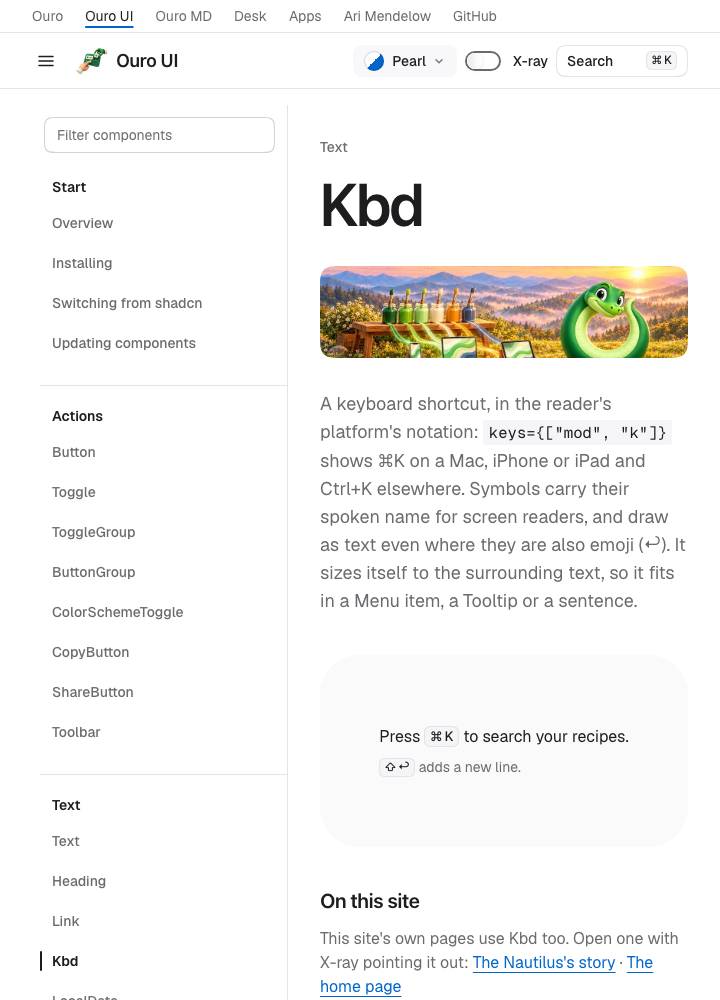 Ouro Ouro UI Ouro MD Desk Apps Ari Mendelow GitHub
Ouro UI Pearl X-ray Search ⌘K
Filter components
Start
Overview
Installing
Switching from shadcn
Updating components
Actions
Button
Toggle
ToggleGroup
ButtonGroup
ColorSchemeToggle
CopyButton
ShareButton
Toolbar
Text
Text
Heading
Link
Kbd
LocalDate
Text
Kbd
A keyboard shortcut, in the reader's
platform's notation: keys={["mod", "k"]}
shows ⌘K on a Mac, iPhone or iPad and
Ctrl+K elsewhere. Symbols carry their
spoken name for screen readers, and draw
as text even where they are also emoji (↩). It
sizes itself to the surrounding text, so it fits
in a Menu item, a Tooltip or a sentence.
Press ⌘K to search your recipes.
⇧↩ adds a new line.
On this site
This site's own pages use Kbd too. Open one with
X-ray pointing it out: The Nautilus's story · The
home page